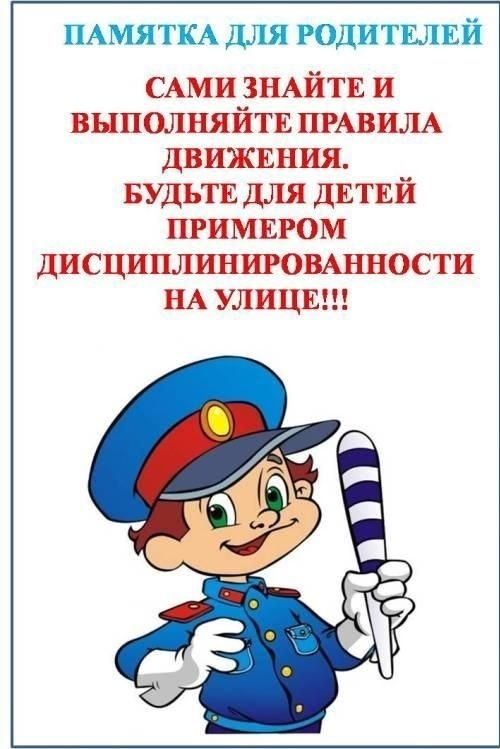 ПАМЯТКА ДЛЯ РОДИТЕЛЕЙ
САМИ ЗНАЙТЕ И
ВЫПОЛНЯЙТЕ ПРАВИЛА
ДВИЖЕНИЯ.
БУДЬТЕ ДЛЯ ДЕТЕЙ
ПРИМЕРОМ
ДИСЦИПЛИНИРОВАННОСТИ
НА УЛИЦЕ!!!